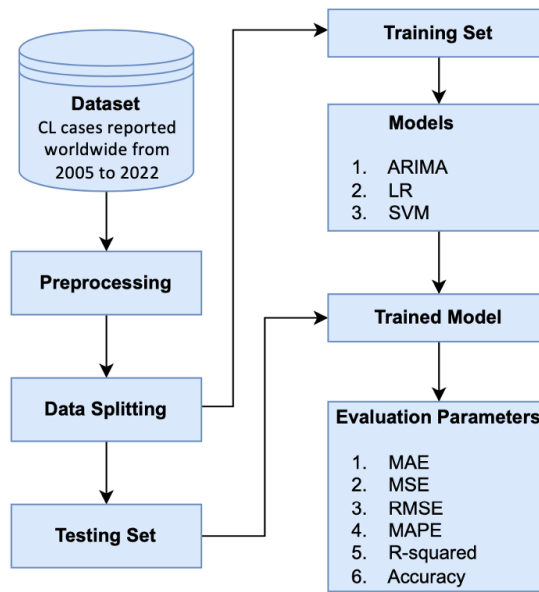 Dataset
CL cases reported
worldwide from
2005 to 2022
Preprocessing
Data Splitting
Testing Set
Training Set
Models
1. ARIMA
2. LR
3. SVM
Trained Model
Evaluation Parameters
1. MAE
2. MSE
3. RMSE
4. MAPE
5. R-squared
6. Accuracy